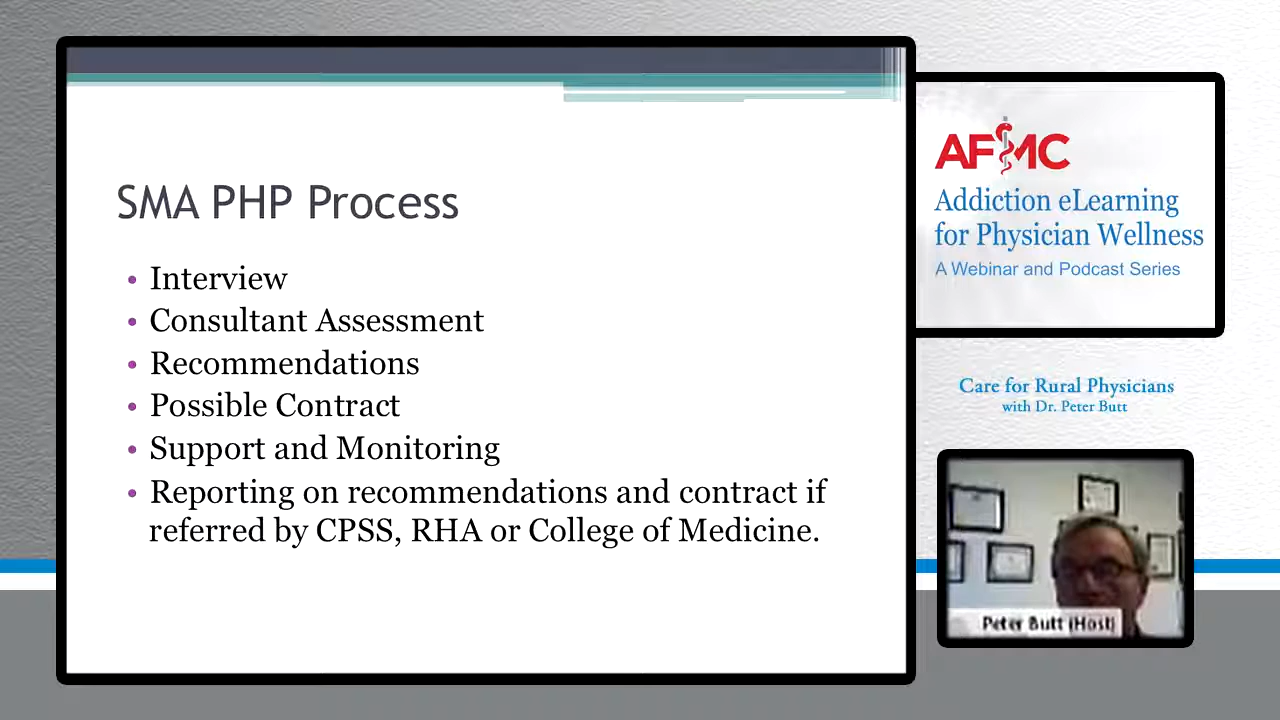 SMA PHP Process
• Interview
• Consultant Assessment
• Recommendations
• Possible Contract
• Support and Monitoring
• Reporting on recommendations and contract if
referred by CPSS, RHA or College of Medicine.
AFMC
Addiction eLearning
for Physician Wellness
A Webinar and Podcast Series
Care for Rural Physicians
with Dr. Peter Butt
Peter Butt (Host)